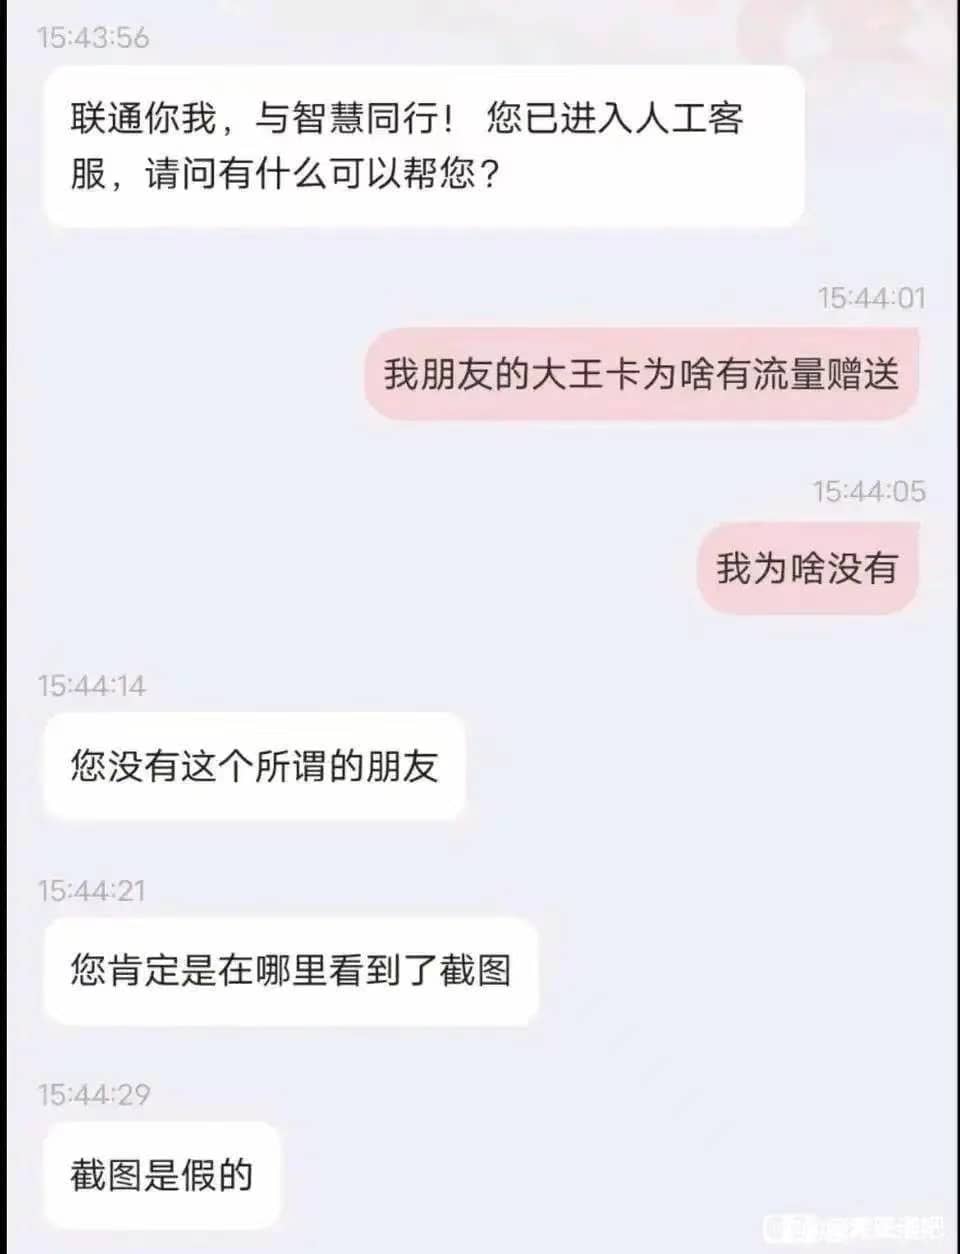 15:43:56
联通你我，与智慧同行！ 您已进入人工客
服，请问有什么可以帮您？
15:44:01
我朋友的大王卡为啥有流量赠送
15:44:05
我为啥没有
15:44:14
您没有这个所谓的朋友
15:44:21
您肯定是在哪里看到了截图
15:44:29
截图是假的